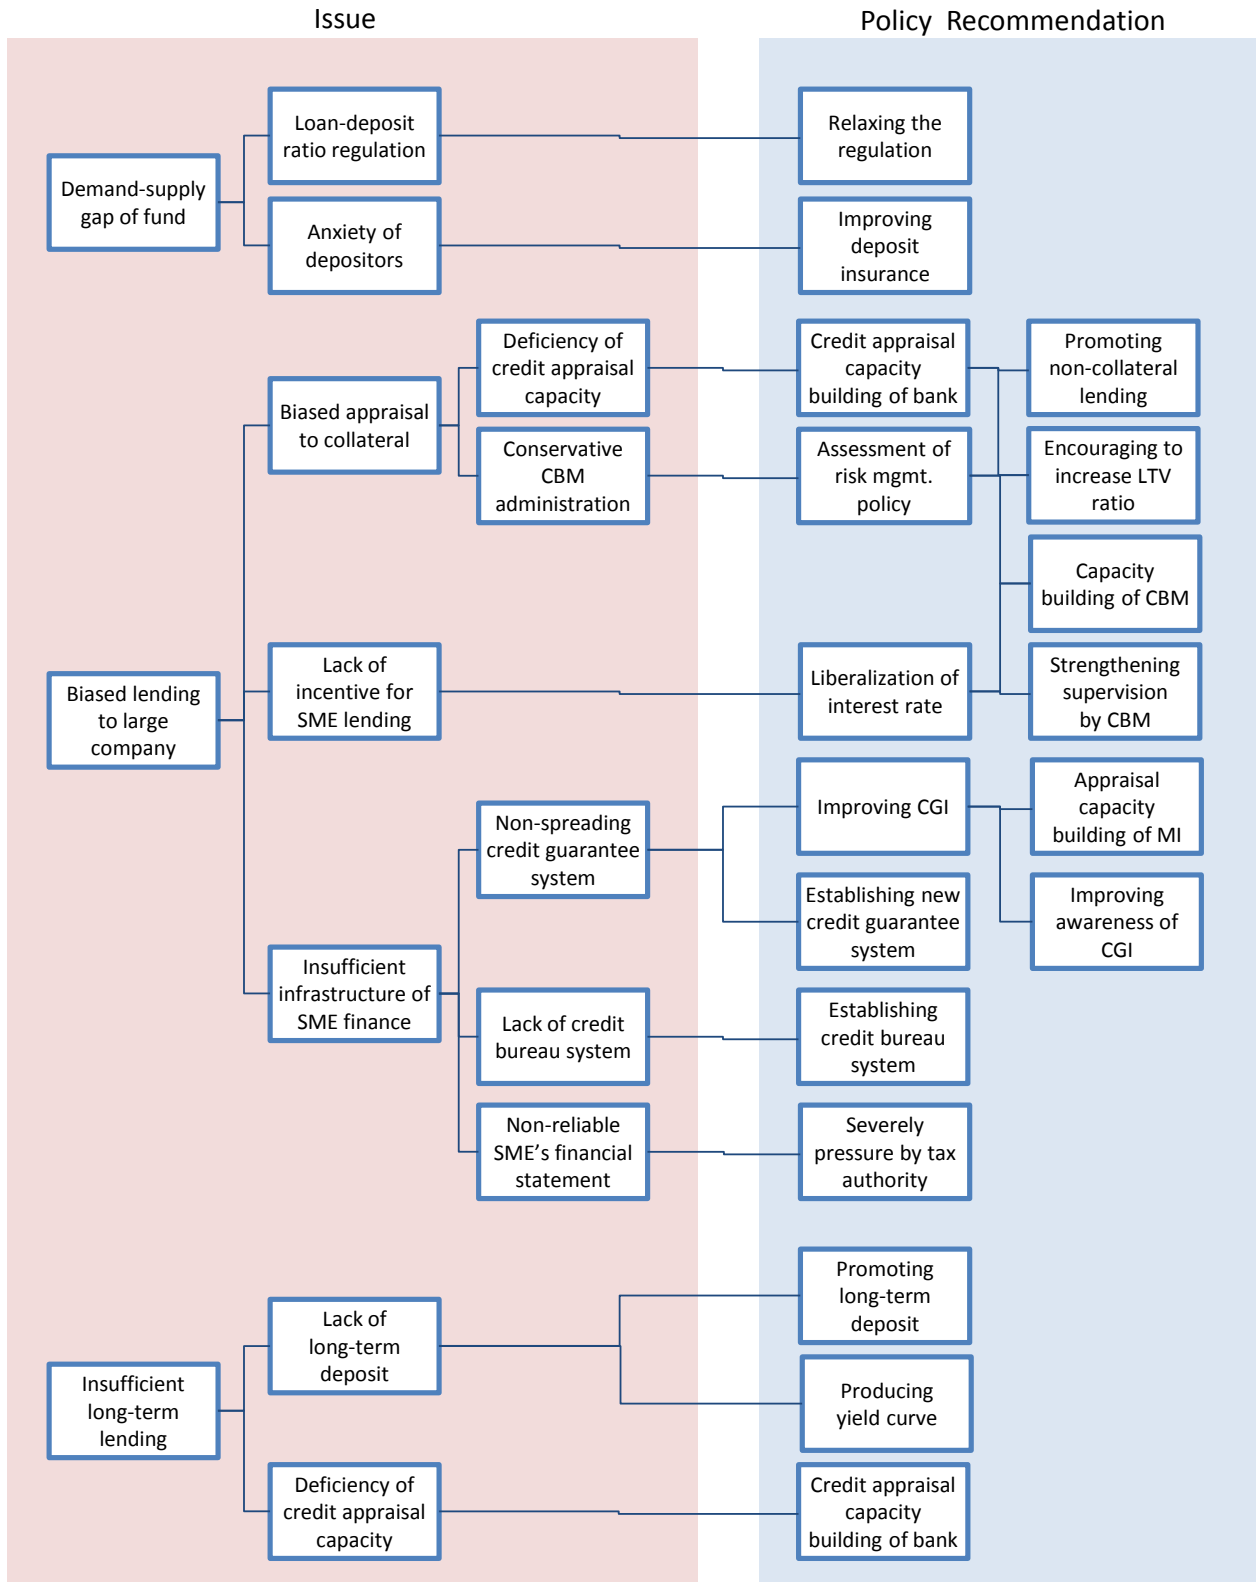 Issue
Policy Recommendation
Demand-supply
gap of fund
Loan-deposit
ratio regulation
Relaxing the
regulation
Anxiety of
depositors
Improving
deposit
insurance
Biased lending
to large
company
Biased appraisal
to collateral
Deficiency of
credit appraisal
capacity
Credit appraisal
capacity
building of bank
Promoting
non-collateral
lending
Conservative
CBM
administration
Assessment of
risk mgmt.
policy
Encouraging to
increase LTV
ratio
Capacity
building of CBM
Lack of
incentive for
SME lending
Liberalization of
interest rate
Strengthening
supervision
by CBM
Insufficient
infrastructure of
SME finance
Non-spreading
credit guarantee
system
Improving CGI
Appraisal
capacity
building of MI
Establishing new
credit guarantee
system
Improving
awareness of
CGI
Lack of credit
bureau system
Establishing
credit bureau
system
Non-reliable
SME’s financial
statement
Severely
pressure by tax
authority
Insufficient
long-term
lending
Lack of
long-term
deposit
Promoting
long-term
deposit
Producing
yield curve
Deficiency of
credit appraisal
capacity
Credit appraisal
capacity
building of bank